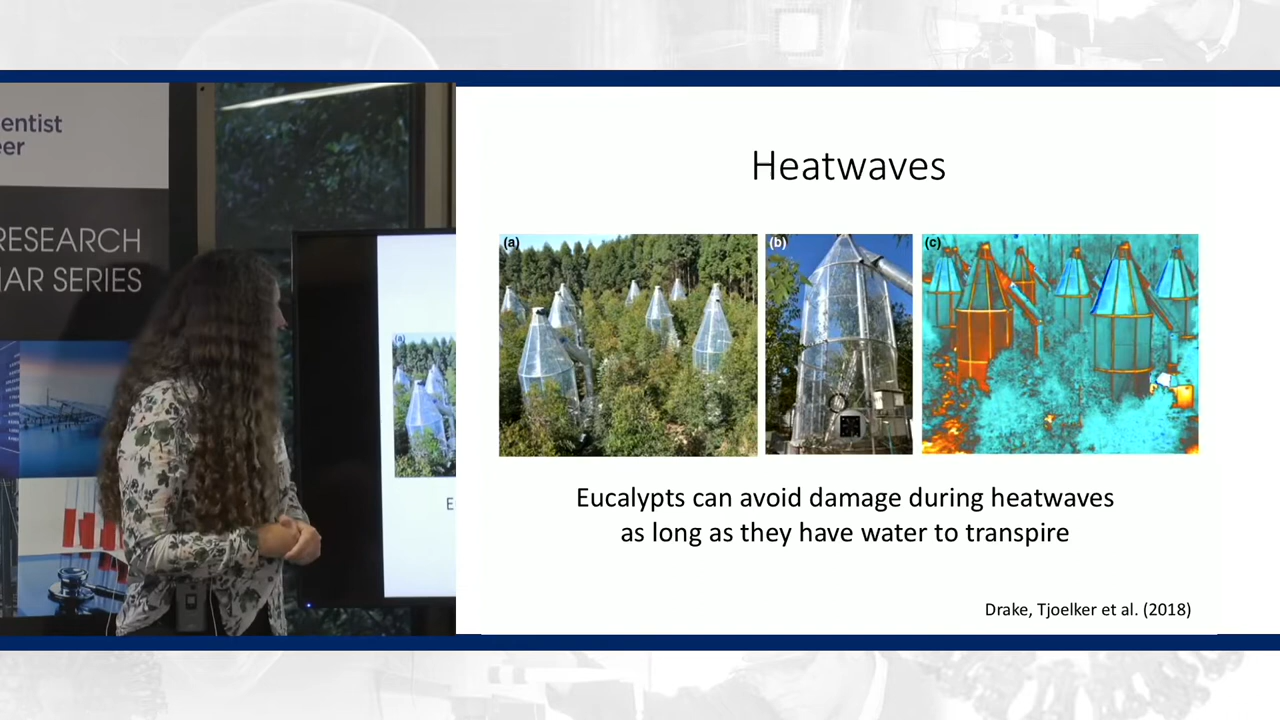 entist
eer
RESEARCH
AR SERIES
Heatwaves
(a)
(b)
(c)
(a)
E
Eucalypts can avoid damage during heatwaves
as long as they have water to transpire
Drake, Tjoelker et al. (2018)